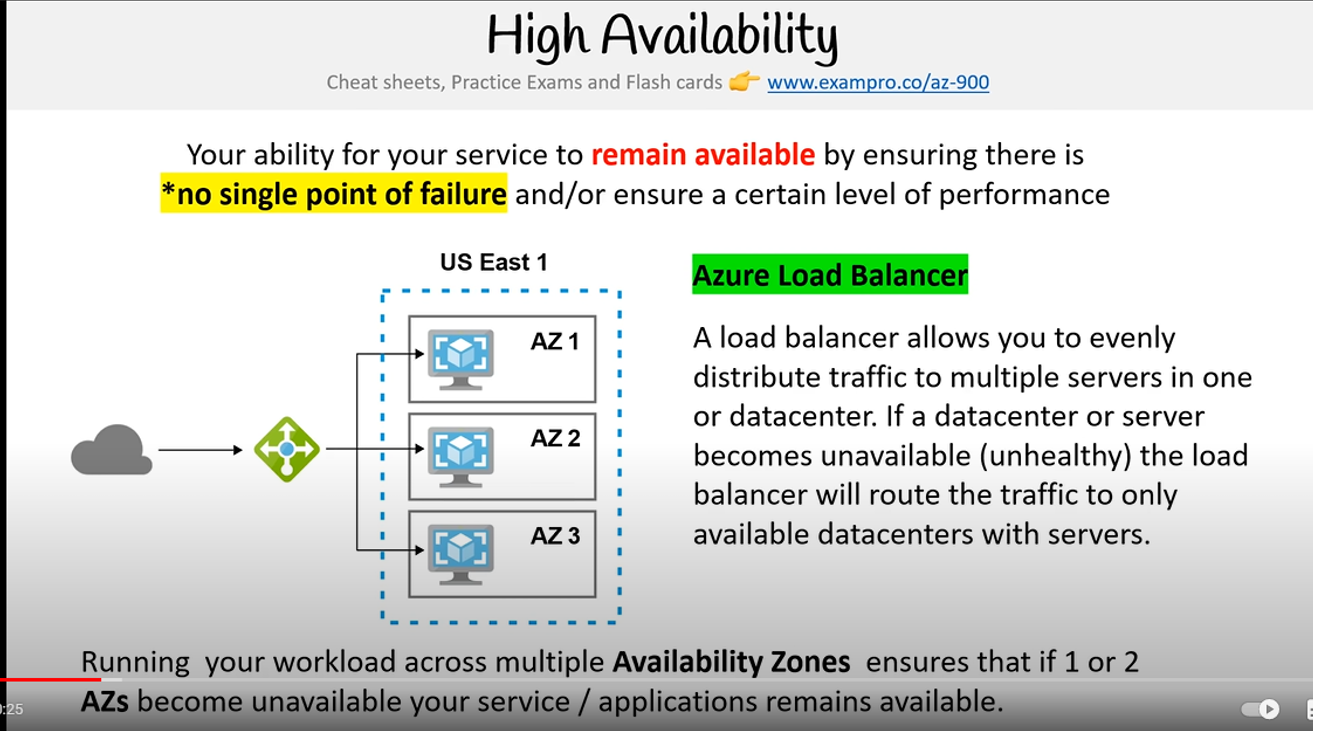 High Availability
Cheat sheets, Practice Exams and Flash cards 👉 www.exampro.co/az-900
Your ability for your service to remain available by ensuring there is
*no single point of failure and/or ensure a certain level of performance
US East 1
AZ 1
AZ 2
AZ 3
Azure Load Balancer
A load balancer allows you to evenly
distribute traffic to multiple servers in one
or datacenter. If a datacenter or server
becomes unavailable (unhealthy) the load
balancer will route the traffic to only
available datacenters with servers.
Running your workload across multiple Availability Zones ensures that if 1 or 2
AZs become unavailable your service / applications remains available.
:25